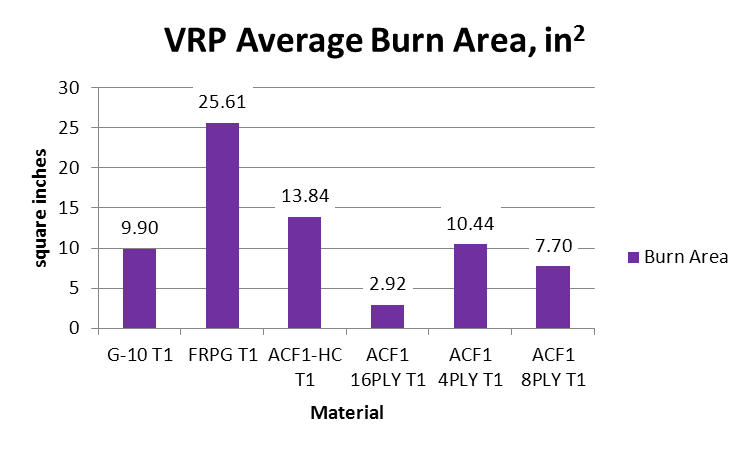 VRP Average Burn Area, in²
30
25
20
15
10
5
0
square inches
9.90
25.61
13.84
2.92
10.44
7.70
G-10 T1
FRPG T1
ACF1-HC
T1
ACF1
16PLY T1
ACF1
4PLY T1
ACF1
8PLY T1
Material
Burn Area